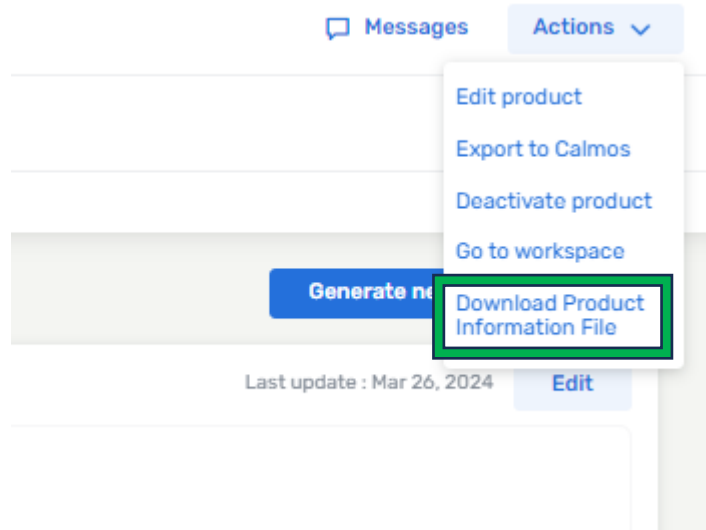 Messages
Actions
Edit product
Export to Calmos
Deactivate product
Go to workspace
Generate
Download Product
Information File
Last update : Mar 26, 2024
Edit